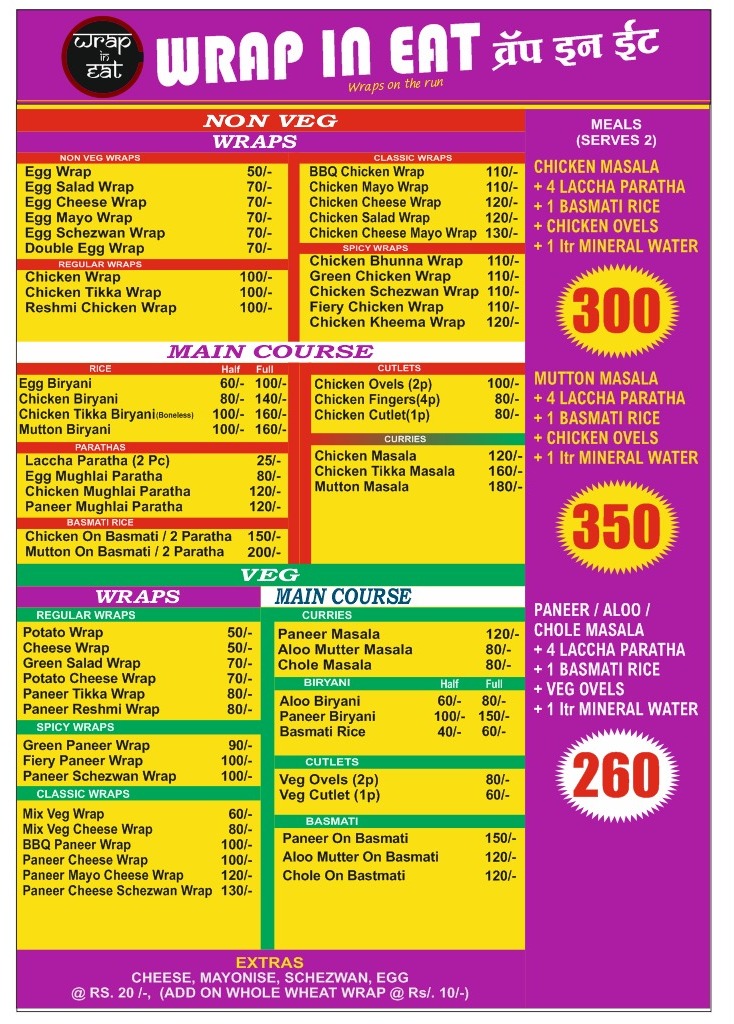 wrap
in
eat
WRAP IN EAT रॅप इन ईट
Wraps on the run
NON VEG
WRAPS
NON VEG WRAPS
Egg Wrap 50/-
Egg Salad Wrap 70/-
Egg Cheese Wrap 70/-
Egg Mayo Wrap 70/-
Egg Schezwan Wrap 70/-
Double Egg Wrap 70/-
REGULAR WRAPS
Chicken Wrap 100/-
Chicken Tikka Wrap 100/-
Reshmi Chicken Wrap 100/-
CLASSIC WRAPS
BBQ Chicken Wrap 110/-
Chicken Mayo Wrap 110/-
Chicken Cheese Wrap 120/-
Chicken Salad Wrap 120/-
Chicken Cheese Mayo Wrap 130/-
SPICY WRAPS
Chicken Bhunna Wrap 110/-
Green Chicken Wrap 110/-
Chicken Schezwan Wrap 110/-
Fiery Chicken Wrap 110/-
Chicken Kheema Wrap 120/-
MAIN COURSE
RICE Half Full
Egg Biryani 60/- 100/-
Chicken Biryani 80/- 140/-
Chicken Tikka Biryani(Boneless) 100/- 160/-
Mutton Biryani 100/- 160/-
PARATHAS
Laccha Paratha (2 Pc) 25/-
Egg Mughlai Paratha 80/-
Chicken Mughlai Paratha 120/-
Paneer Mughlai Paratha 120/-
BASMATI RICE
Chicken On Basmati / 2 Paratha 150/-
Mutton On Basmati / 2 Paratha 200/-
CUTLETS
Chicken Ovels (2p) 100/-
Chicken Fingers(4p) 80/-
Chicken Cutlet(1p) 80/-
CURRIES
Chicken Masala 120/-
Chicken Tikka Masala 160/-
Mutton Masala 180/-
VEG
WRAPS
REGULAR WRAPS
Potato Wrap 50/-
Cheese Wrap 50/-
Green Salad Wrap 70/-
Potato Cheese Wrap 70/-
Paneer Tikka Wrap 80/-
Paneer Reshmi Wrap 80/-
SPICY WRAPS
Green Paneer Wrap 90/-
Fiery Paneer Wrap 100/-
Paneer Schezwan Wrap 100/-
CLASSIC WRAPS
Mix Veg Wrap 60/-
Mix Veg Cheese Wrap 80/-
BBQ Paneer Wrap 100/-
Paneer Cheese Wrap 100/-
Paneer Mayo Cheese Wrap 120/-
Paneer Cheese Schezwan Wrap 130/-
MAIN COURSE
CURRIES
Paneer Masala 120/-
Aloo Mutter Masala 80/-
Chole Masala 80/-
BIRYANI Half Full
Aloo Biryani 60/- 80/-
Paneer Biryani 100/- 150/-
Basmati Rice 40/- 60/-
CUTLETS
Veg Ovels (2p) 80/-
Veg Cutlet (1p) 60/-
BASMATI
Paneer On Basmati 150/-
Aloo Mutter On Basmati 120/-
Chole On Bastmati 120/-
MEALS
(SERVES 2)
CHICKEN MASALA
+ 4 LACCHA PARATHA
+ 1 BASMATI RICE
+ CHICKEN OVELS
+ 1 ltr MINERAL WATER
300
MUTTON MASALA
+ 4 LACCHA PARATHA
+ 1 BASMATI RICE
+ CHICKEN OVELS
+ 1 ltr MINERAL WATER
350
PANEER / ALOO /
CHOLE MASALA
+ 4 LACCHA PARATHA
+ 1 BASMATI RICE
+ VEG OVELS
+ 1 ltr MINERAL WATER
260
EXTRAS
CHEESE, MAYONISE, SCHEZWAN, EGG
@ RS. 20 /-, (ADD ON WHOLE WHEAT WRAP @ Rs/. 10/-)